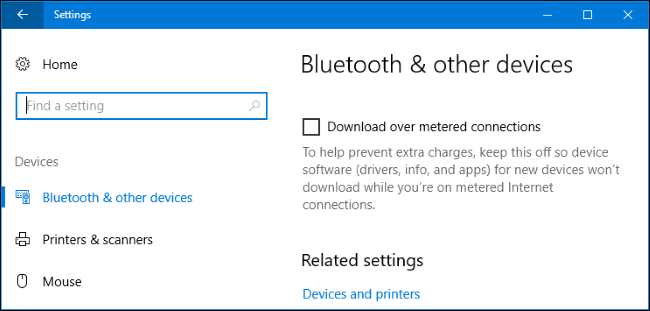 Settings
Home
Find a setting
Devices
Bluetooth & other devices
Printers & scanners
Mouse
Bluetooth & other devices
Download over metered connections
To help prevent extra charges, keep this off so device
software (drivers, info, and apps) for new devices won't
download while you're on metered Internet
connections.
Related settings
Devices and printers